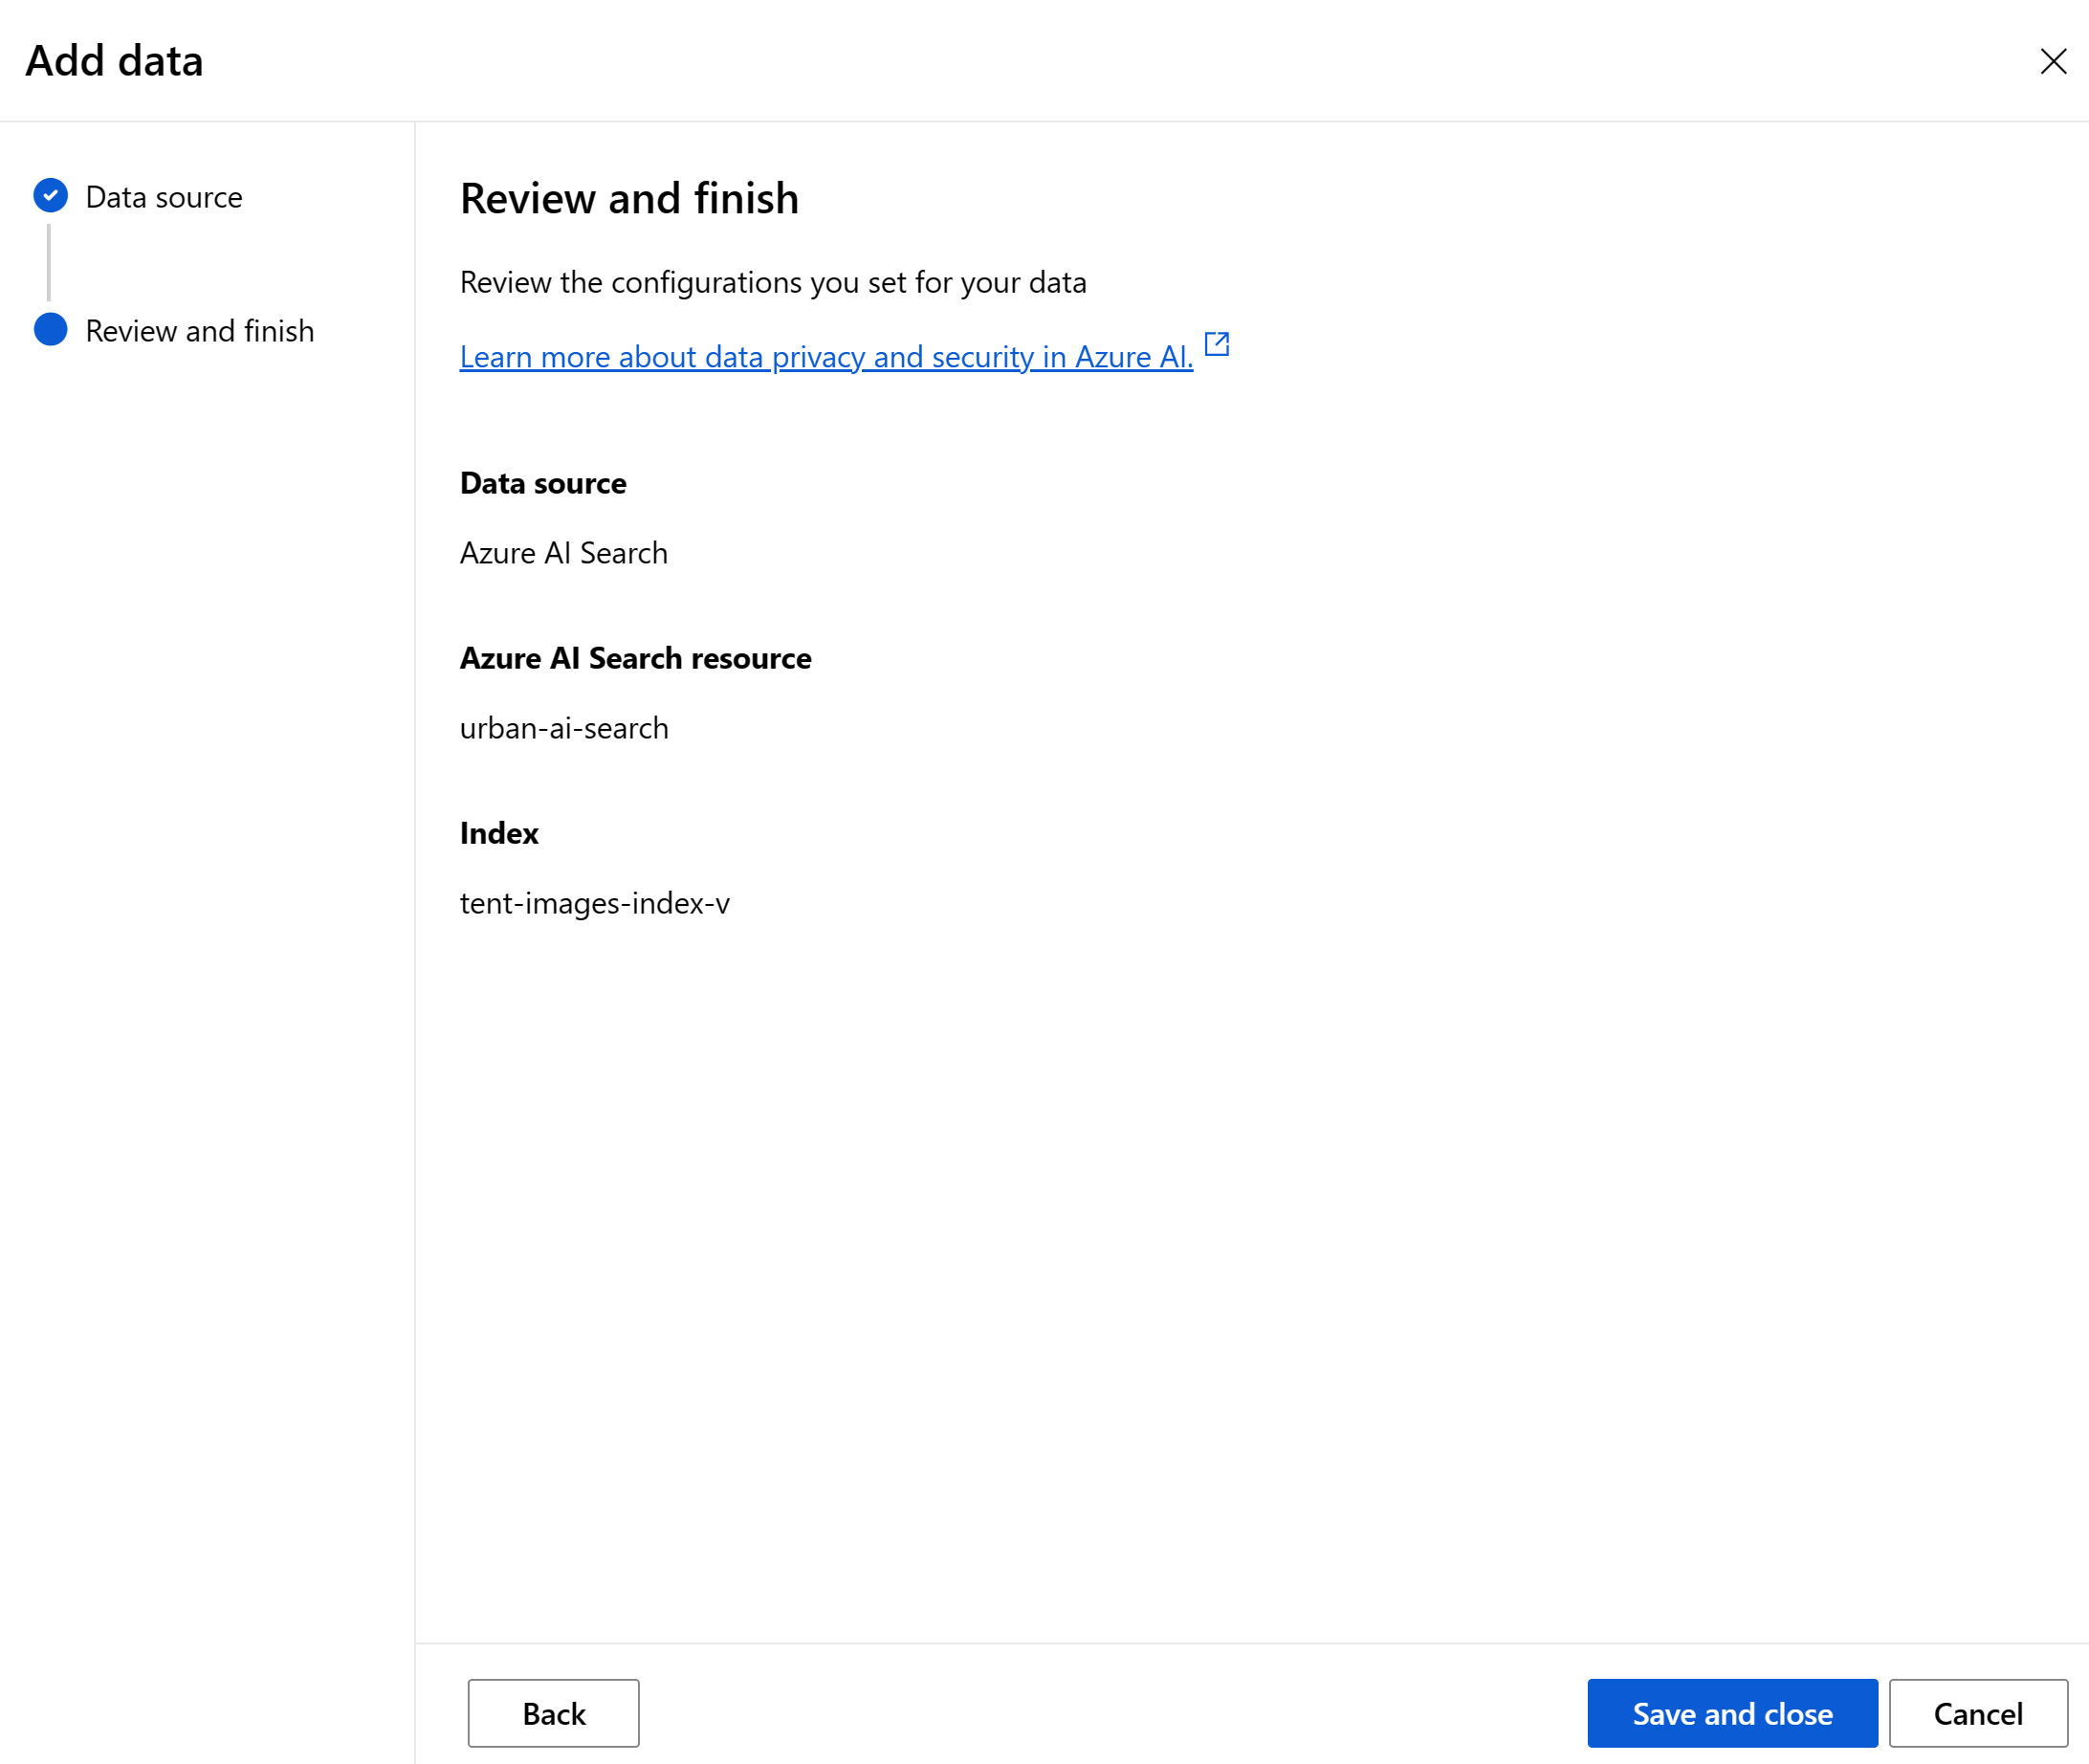 Add data
Data source
Review and finish
Review and finish
Review the configurations you set for your data
Learn more about data privacy and security in Azure AI.
Data source
Azure AI Search
Azure AI Search resource
urban-ai-search
Index
tent-images-index-v
Back
Save and close
Cancel